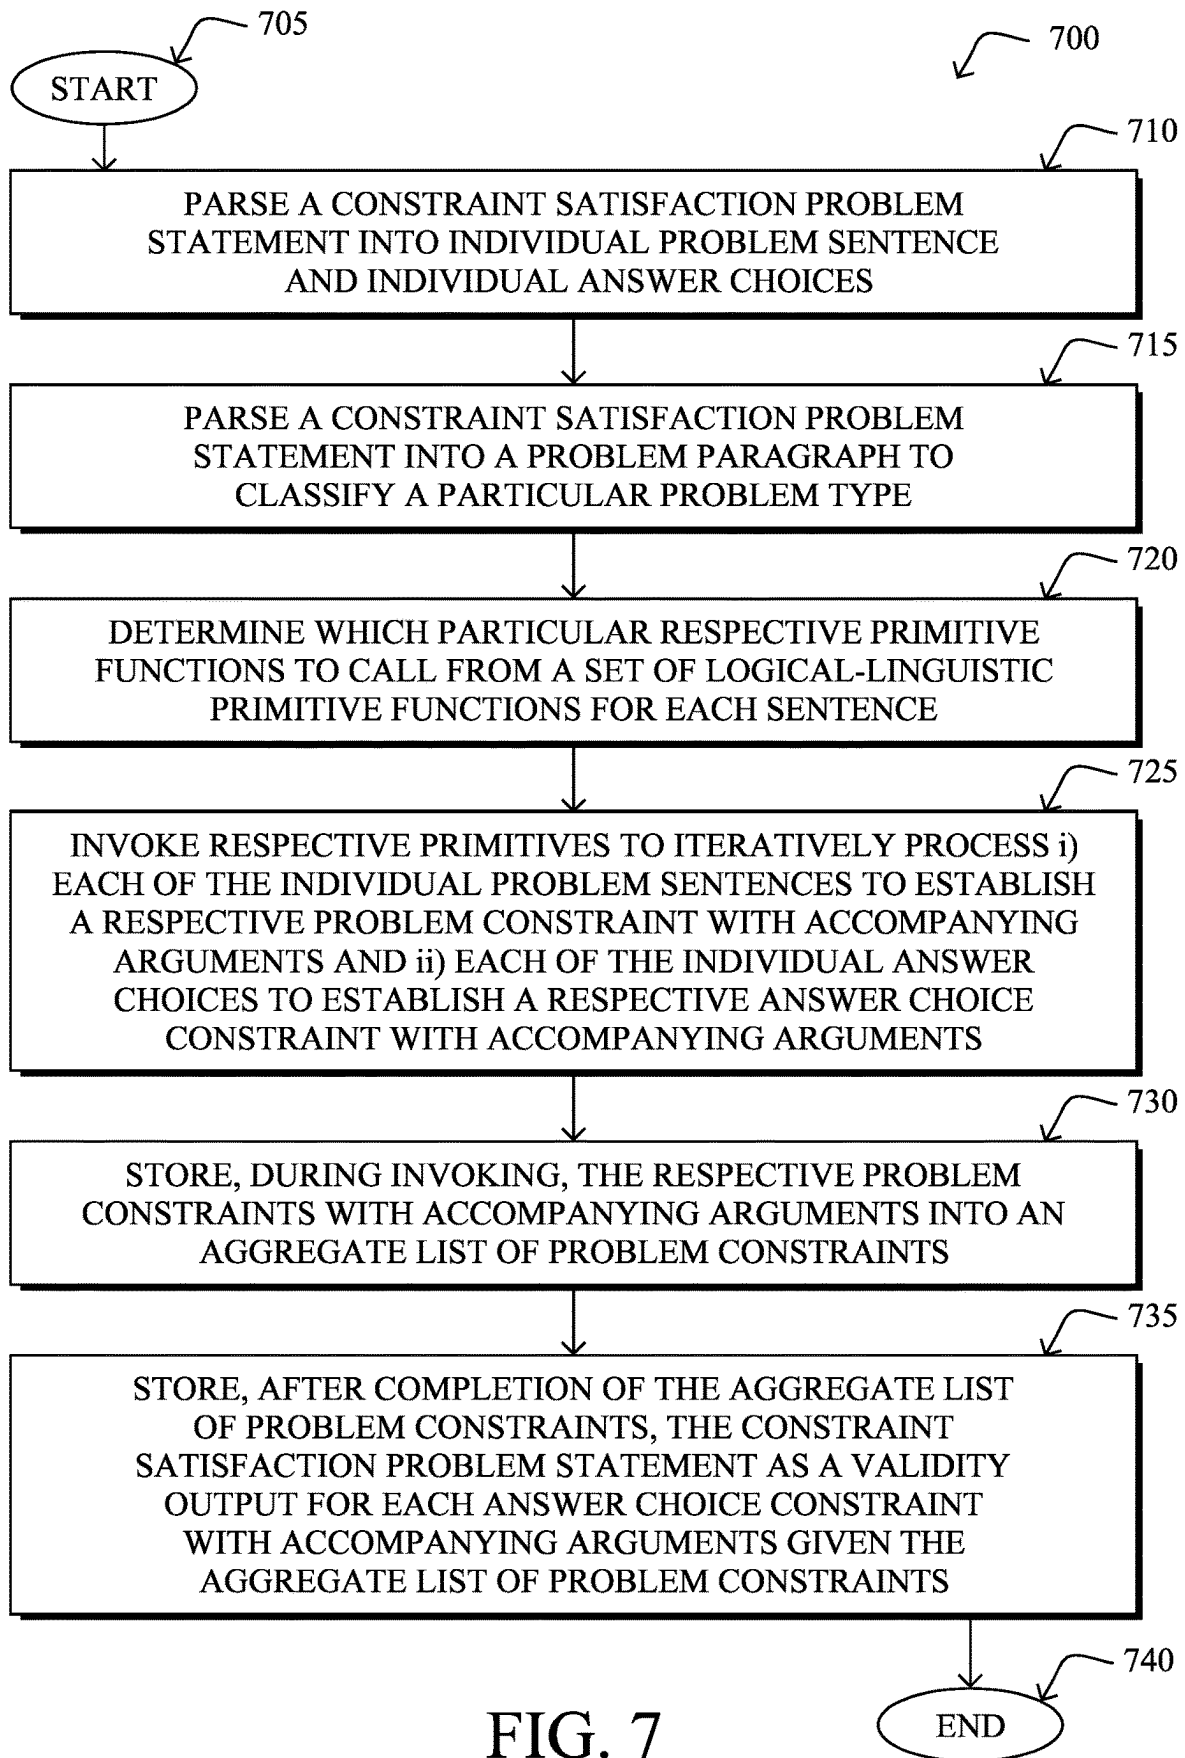 705
700
START
710
PARSE A CONSTRAINT SATISFACTION PROBLEM
STATEMENT INTO INDIVIDUAL PROBLEM SENTENCE
AND INDIVIDUAL ANSWER CHOICES
715
PARSE A CONSTRAINT SATISFACTION PROBLEM
STATEMENT INTO A PROBLEM PARAGRAPH TO
CLASSIFY A PARTICULAR PROBLEM TYPE
720
DETERMINE WHICH PARTICULAR RESPECTIVE PRIMITIVE
FUNCTIONS TO CALL FROM A SET OF LOGICAL-LINGUISTIC
PRIMITIVE FUNCTIONS FOR EACH SENTENCE
725
INVOKE RESPECTIVE PRIMITIVES TO ITERATIVELY PROCESS i)
EACH OF THE INDIVIDUAL PROBLEM SENTENCES TO ESTABLISH
A RESPECTIVE PROBLEM CONSTRAINT WITH ACCOMPANYING
ARGUMENTS AND ii) EACH OF THE INDIVIDUAL ANSWER
CHOICES TO ESTABLISH A RESPECTIVE ANSWER CHOICE
CONSTRAINT WITH ACCOMPANYING ARGUMENTS
730
STORE, DURING INVOKING, THE RESPECTIVE PROBLEM
CONSTRAINTS WITH ACCOMPANYING ARGUMENTS INTO AN
AGGREGATE LIST OF PROBLEM CONSTRAINTS
735
STORE, AFTER COMPLETION OF THE AGGREGATE LIST
OF PROBLEM CONSTRAINTS, THE CONSTRAINT
SATISFACTION PROBLEM STATEMENT AS A VALIDITY
OUTPUT FOR EACH ANSWER CHOICE CONSTRAINT
WITH ACCOMPANYING ARGUMENTS GIVEN THE
AGGREGATE LIST OF PROBLEM CONSTRAINTS
740
END
FIG. 7